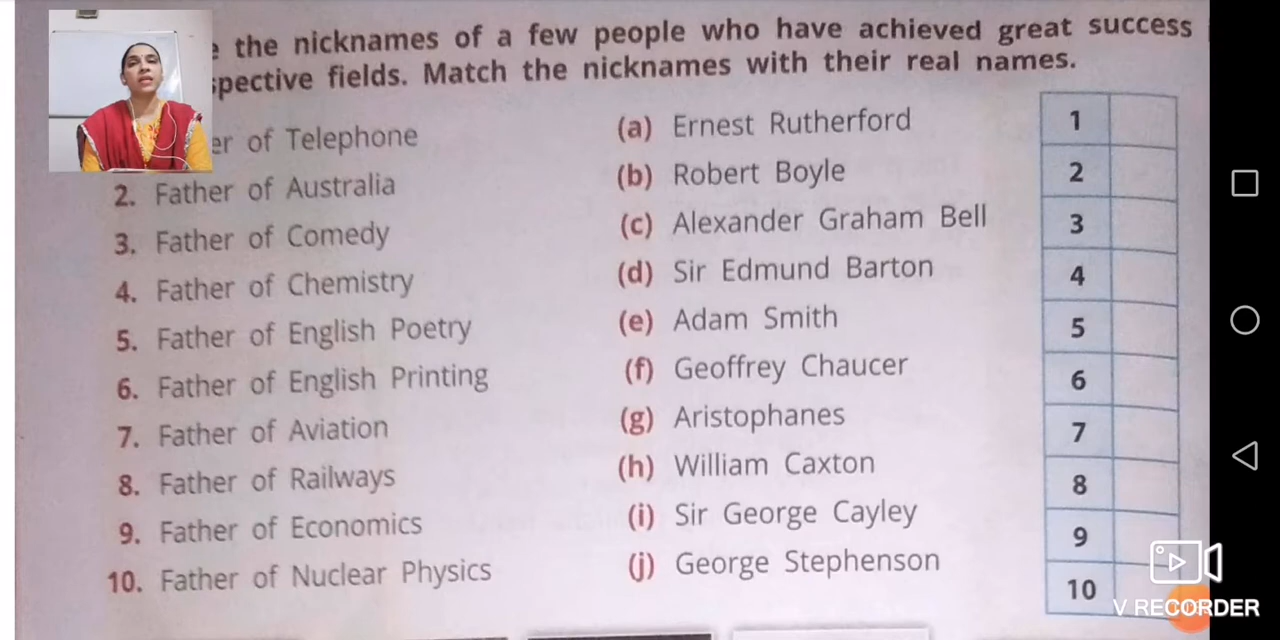 the nicknames of a few people who have achieved great success
spective fields. Match the nicknames with their real names.
er of Telephone
2. Father of Australia
3. Father of Comedy
4. Father of Chemistry
5. Father of English Poetry
6. Father of English Printing
7. Father of Aviation
8. Father of Railways
9. Father of Economics
10. Father of Nuclear Physics
(a) Ernest Rutherford
(b) Robert Boyle
(c) Alexander Graham Bell
(d) Sir Edmund Barton
(e) Adam Smith
(f) Geoffrey Chaucer
(g) Aristophanes
(h) William Caxton
(i) Sir George Cayley
(j) George Stephenson
1
2
3
4
5
6
7
8
9
10
V RECORDER